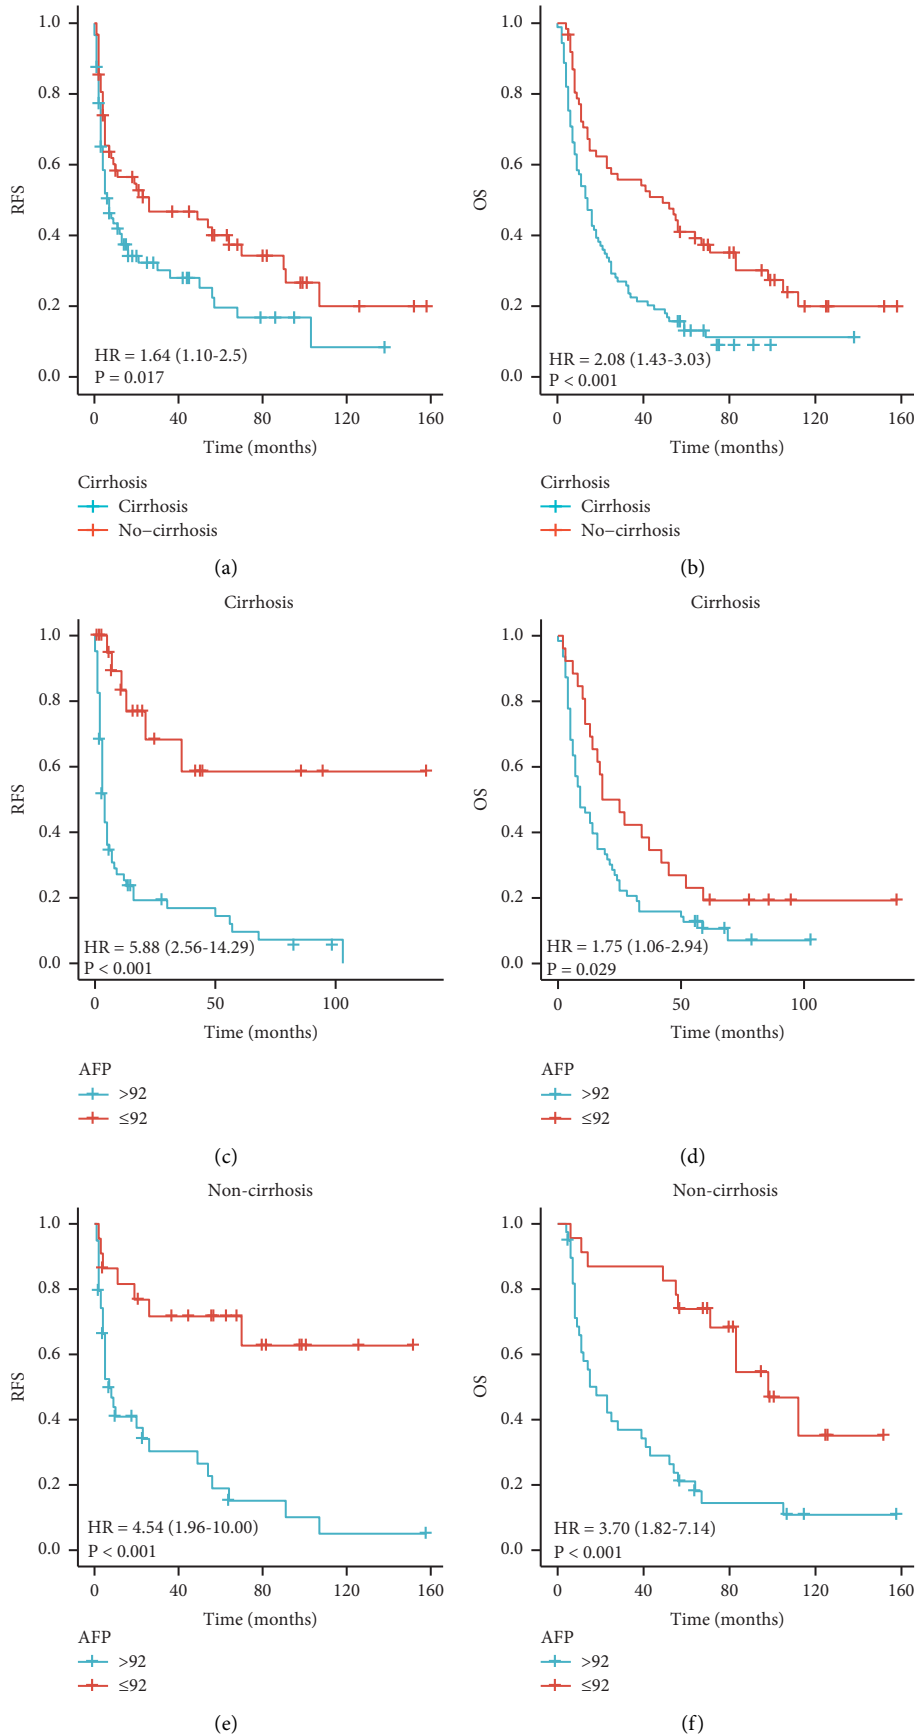 1.0
0.8
0.6
0.4
0.2
0.0
RFS
HR = 1.64 (1.10-2.5)
P = 0.017
0 40 80 120 160
Time (months)
Cirrhosis
Cirrhosis
No−cirrhosis
(a)
1.0
0.8
0.6
0.4
0.2
0.0
OS
HR = 2.08 (1.43-3.03)
P < 0.001
0 40 80 120 160
Time (months)
Cirrhosis
Cirrhosis
No−cirrhosis
(b)
Cirrhosis
1.0
0.8
0.6
0.4
0.2
0.0
RFS
HR = 5.88 (2.56-14.29)
P < 0.001
0 50 100
Time (months)
AFP
>92
≤92
(c)
Cirrhosis
1.0
0.8
0.6
0.4
0.2
0.0
OS
HR = 1.75 (1.06-2.94)
P = 0.029
0 50 100
Time (months)
AFP
>92
≤92
(d)
Non-cirrhosis
1.0
0.8
0.6
0.4
0.2
0.0
RFS
HR = 4.54 (1.96-10.00)
P < 0.001
0 40 80 120 160
Time (months)
AFP
>92
≤92
(e)
Non-cirrhosis
1.0
0.8
0.6
0.4
0.2
0.0
OS
HR = 3.70 (1.82-7.14)
P < 0.001
0 40 80 120 160
Time (months)
AFP
>92
≤92
(f)